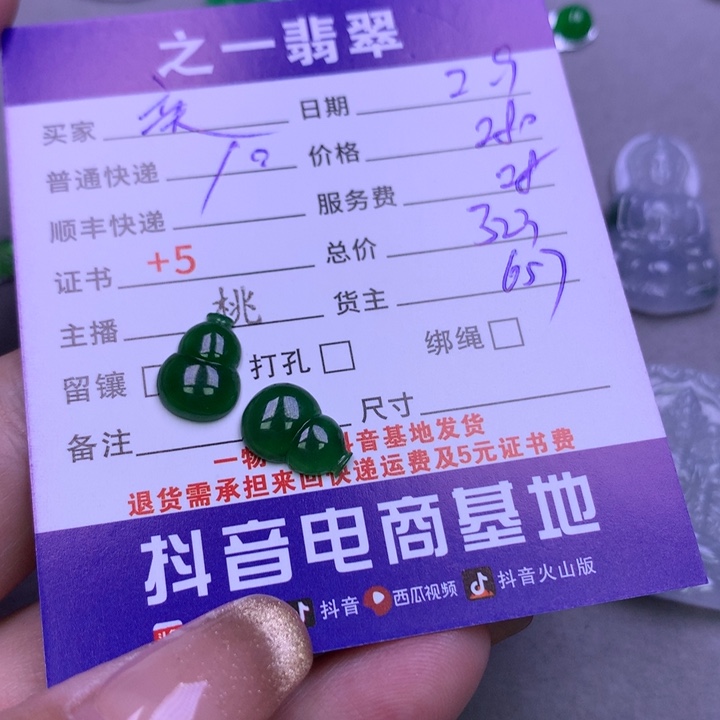 之一翡翠
买家 日期 29
普通快递 10 价格 280
顺丰快递 服务费 28
证书 +5 总价 323
主播 桃 货主 657
留镶 打孔 绑绳
备注 尺寸
一物 音基地发货
退货需承担来回快递运费及5元证书费
抖音电商基地
抖音 西瓜视频 抖音火山版